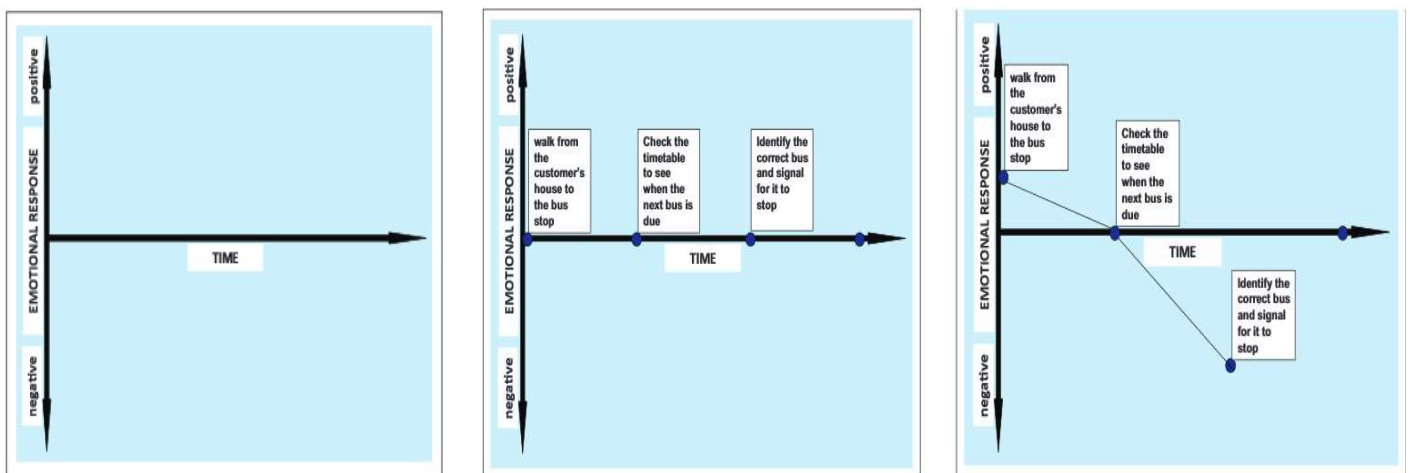 positive
EMOTIONAL RESPONSE
negative
TIME
positive
EMOTIONAL RESPONSE
negative
walk from
the
customer's
house to
the bus
stop
Check the
timetable
to see
when the
next bus is
due
Identify the
correct bus
and signal
for it to
stop
TIME
positive
EMOTIONAL RESPONSE
negative
walk from
the
customer's
house to
the bus
stop
Check the
timetable
to see
when the
next bus is
due
TIME
Identify the
correct bus
and signal
for it to
stop